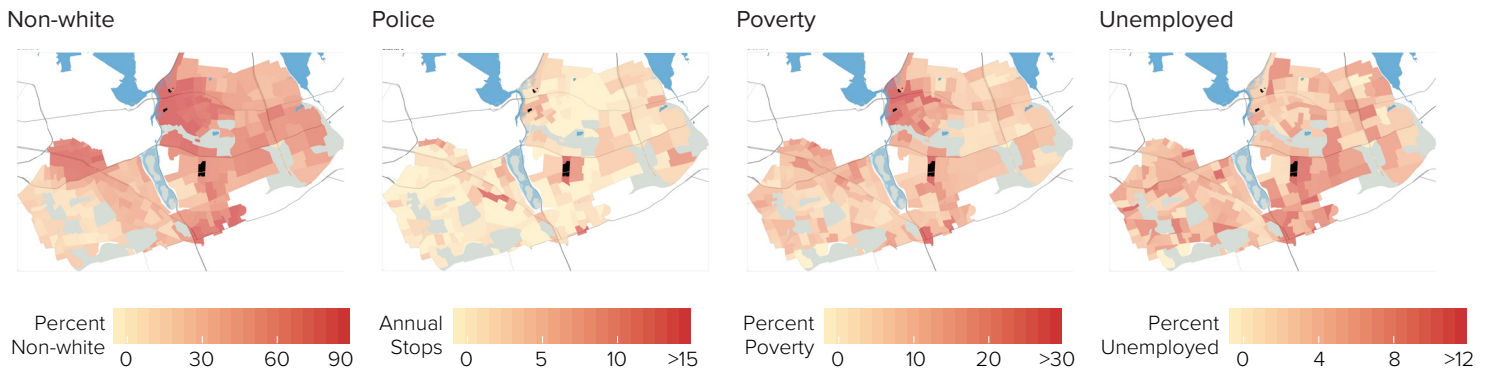 Non-white
Police
Poverty
Unemployed
Percent
Non-white
0 30 60 90
Annual
Stops
0 5 10 >15
Percent
Poverty
0 10 20 >30
Percent
Unemployed
0 4 8 >12